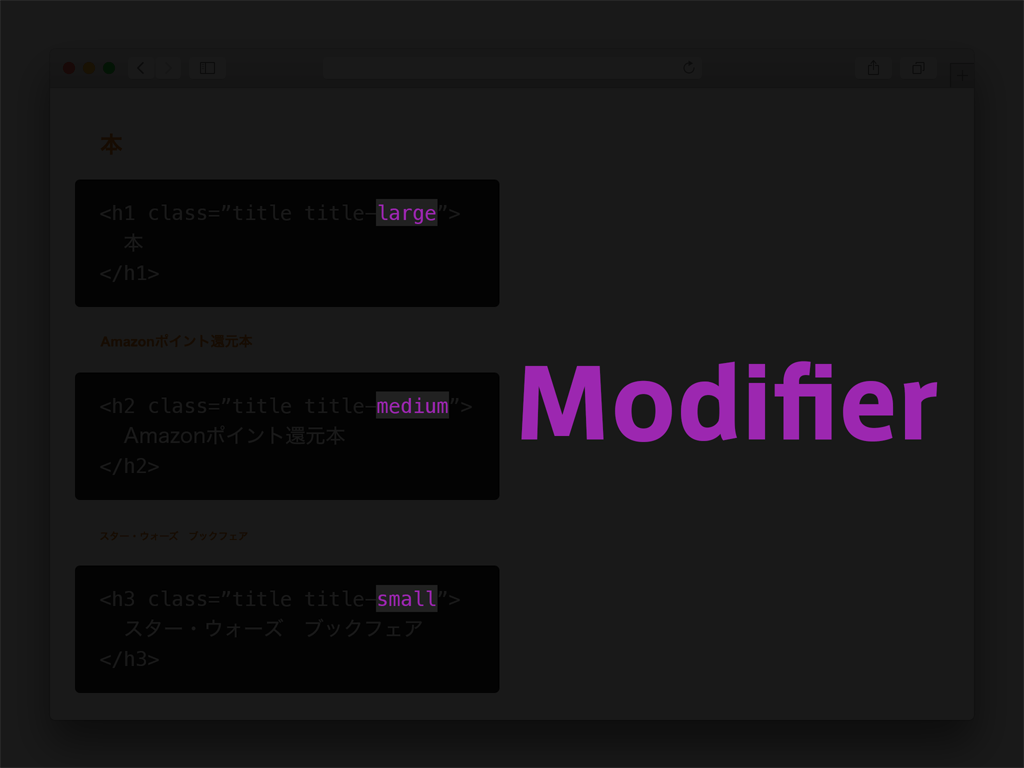 本
<h1 class=”title title-large”>
本
</h1>
Amazonポイント還元本
<h2 class=”title title-medium”>
Amazonポイント還元本
</h2>
Modifier
スター・ウォーズ　ブックフェア
<h3 class=”title title-small”>
スター・ウォーズ　ブックフェア
</h3>